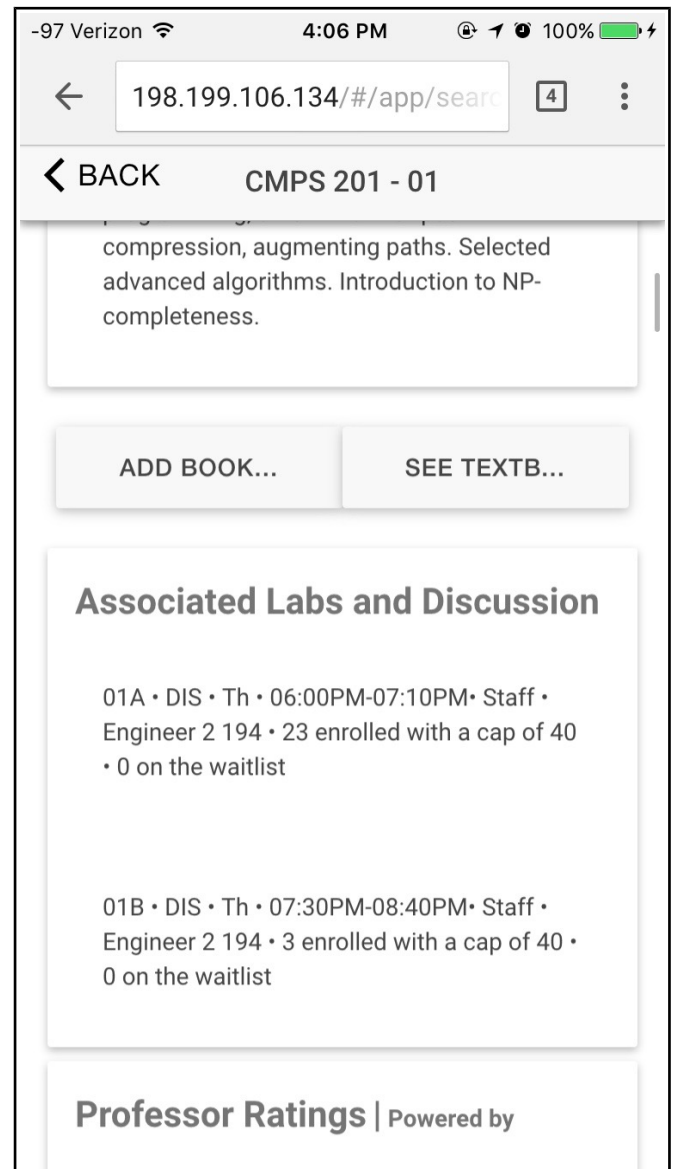 -97 Verizon 4:06 PM 100%
198.199.106.134/#/app/searc 4
BACK CMPS 201 - 01
compression, augmenting paths. Selected
advanced algorithms. Introduction to NP-
completeness.
ADD BOOK... SEE TEXTB...
Associated Labs and Discussion
01A • DIS • Th • 06:00PM-07:10PM• Staff •
Engineer 2 194 • 23 enrolled with a cap of 40
• 0 on the waitlist
01B • DIS • Th • 07:30PM-08:40PM• Staff •
Engineer 2 194 • 3 enrolled with a cap of 40 •
0 on the waitlist
Professor Ratings | Powered by